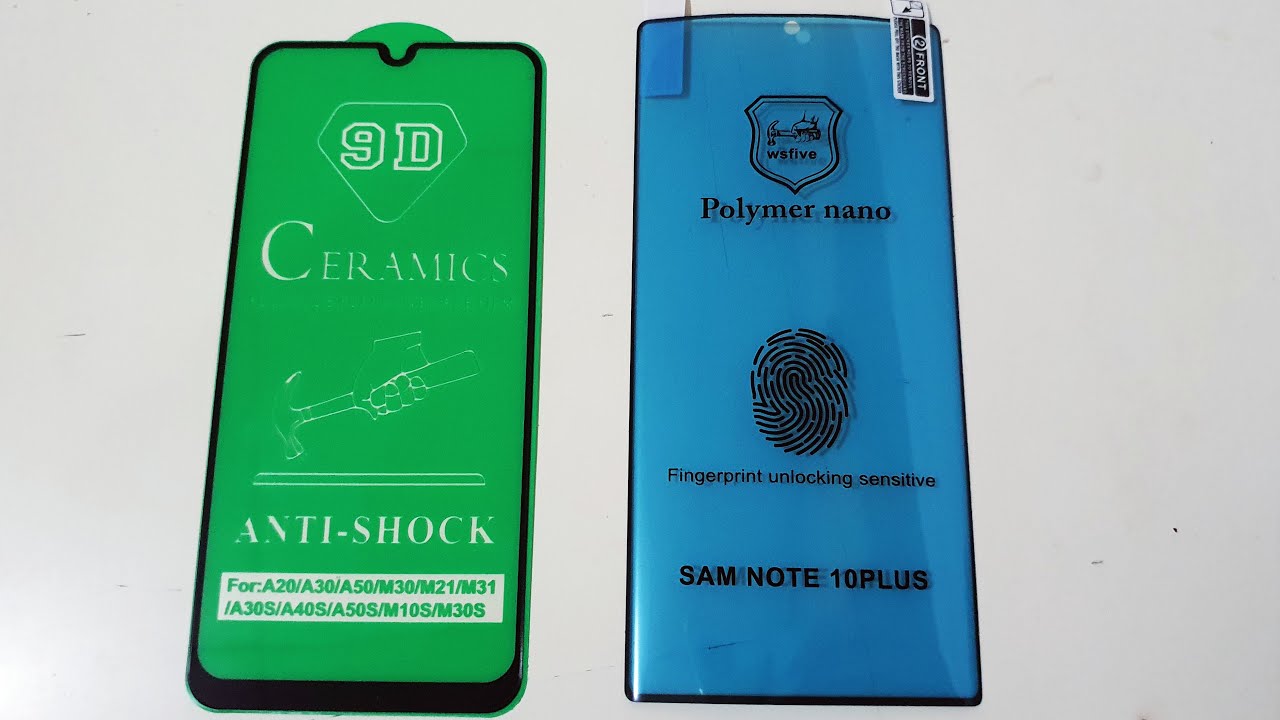 9D
CERAMICS
ANTI-SHOCK
For:A20/A30/A50/M30/M21/M31
/A30S/A40S/A50S/M10S/M30S
2 FRONT
wsfive
Polymer nano
Fingerprint unlocking sensitive
SAM NOTE 10PLUS